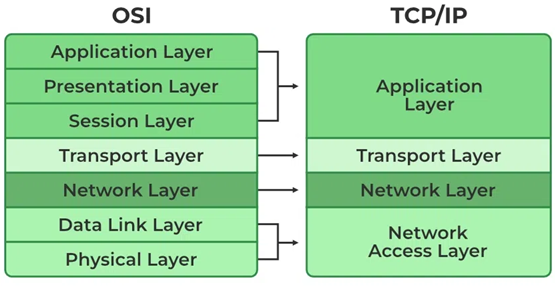 OSI
Application Layer
Presentation Layer
Session Layer
Transport Layer
Network Layer
Data Link Layer
Physical Layer
TCP/IP
Application
Layer
Transport Layer
Network Layer
Network
Access Layer